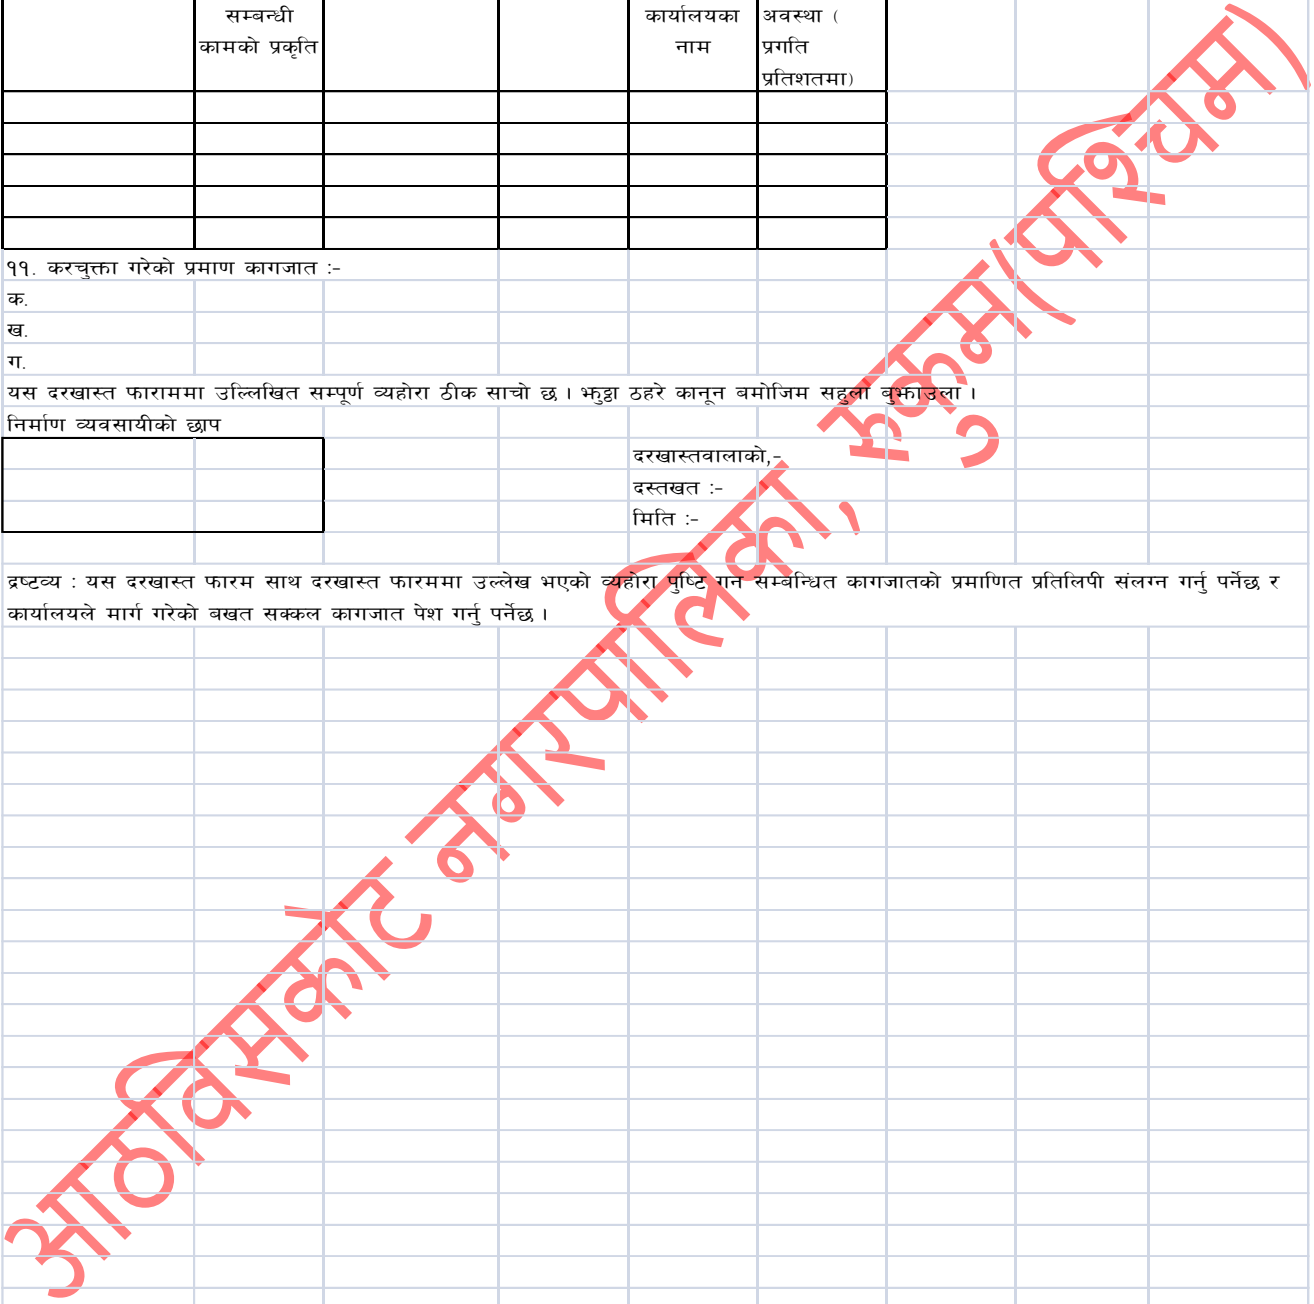 सम्बन्धी कार्यालयका अवस्था (
कामको प्रकृति नाम प्रगति
प्रतिशतमा)
११. करचुक्ता गरेको प्रमाण कागजात :-
क.
ख.
ग.
यस दरखास्त फाराममा उल्लिखित सम्पूर्ण व्यहोरा ठीक साचो छ । झुठ्ठा ठहरे कानून बमोजिम सहुला बुझाउला ।
निर्माण व्यवसायीको छाप
दरखास्तवालाको,-
दस्तखत :-
मिति :-
द्रष्टव्य : यस दरखास्त फारम साथ दरखास्त फारममा उल्लेख भएको व्यहोरा पुष्टि गर्न सम्बन्धित कागजातको प्रमाणित प्रतिलिपी संलग्न गर्नु पर्नेछ र
कार्यालयले मार्ग गरेको बखत सक्कल कागजात पेश गर्नु पर्नेछ ।
आठविसकोट नगरपालिका, रुकुम(पश्चिम)